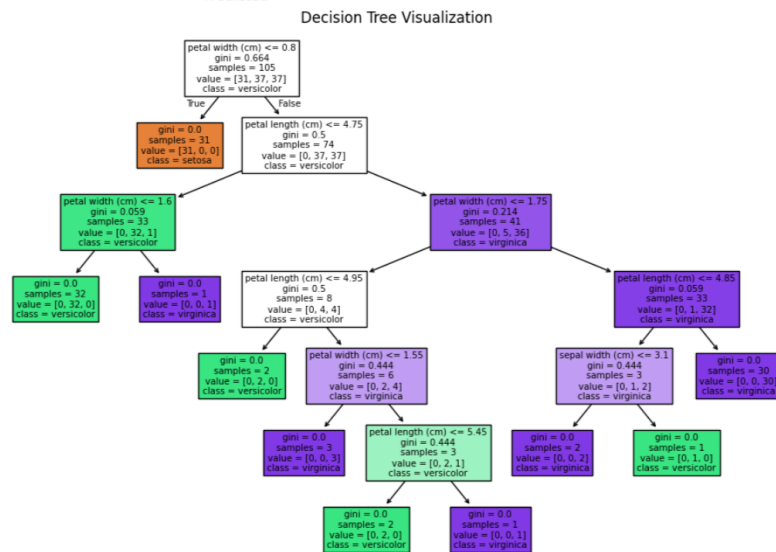 Decision Tree Visualization
petal width (cm) <= 0.8
gini = 0.664
samples = 105
value = [31, 37, 37]
class = versicolor
True
False
gini = 0.0
samples = 31
value = [31, 0, 0]
class = setosa
petal length (cm) <= 4.75
gini = 0.5
samples = 74
value = [0, 37, 37]
class = versicolor
petal width (cm) <= 1.6
gini = 0.059
samples = 33
value = [0, 32, 1]
class = versicolor
petal width (cm) <= 1.75
gini = 0.214
samples = 41
value = [0, 5, 36]
class = virginica
gini = 0.0
samples = 32
value = [0, 32, 0]
class = versicolor
gini = 0.0
samples = 1
value = [0, 0, 1]
class = virginica
petal length (cm) <= 4.95
gini = 0.5
samples = 8
value = [0, 4, 4]
class = versicolor
petal length (cm) <= 4.85
gini = 0.059
samples = 33
value = [0, 1, 32]
class = virginica
gini = 0.0
samples = 2
value = [0, 2, 0]
class = versicolor
petal width (cm) <= 1.55
gini = 0.444
samples = 6
value = [0, 2, 4]
class = virginica
sepal width (cm) <= 3.1
gini = 0.444
samples = 3
value = [0, 1, 2]
class = virginica
gini = 0.0
samples = 30
value = [0, 0, 30]
class = virginica
gini = 0.0
samples = 3
value = [0, 0, 3]
class = virginica
petal length (cm) <= 5.45
gini = 0.444
samples = 3
value = [0, 2, 1]
class = versicolor
gini = 0.0
samples = 2
value = [0, 0, 2]
class = virginica
gini = 0.0
samples = 1
value = [0, 1, 0]
class = versicolor
gini = 0.0
samples = 2
value = [0, 2, 0]
class = versicolor
gini = 0.0
samples = 1
value = [0, 0, 1]
class = virginica